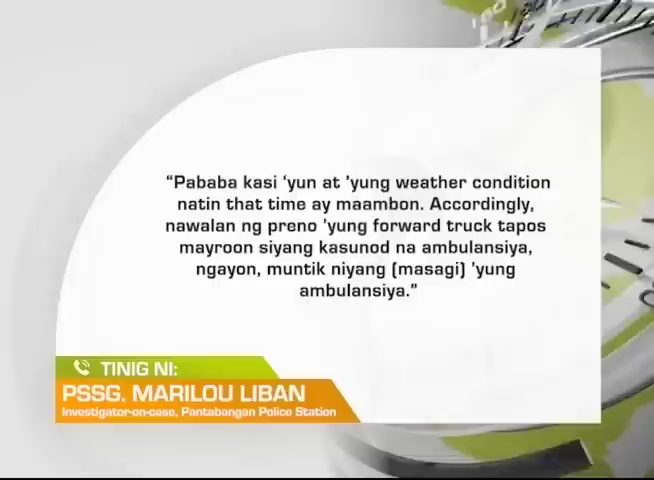 “Pababa kasi ‘yun at ’yung weather condition
natin that time ay maambon. Accordingly,
nawalan ng preno ’yung forward truck tapos
mayroon siyang kasunod na ambulansiya,
ngayon, muntik niyang (masagi) ’yung
ambulansiya.”
TINIG NI:
PSSG. MARILOU LIBAN
Investigator-on-case, Pantabangan Police Station